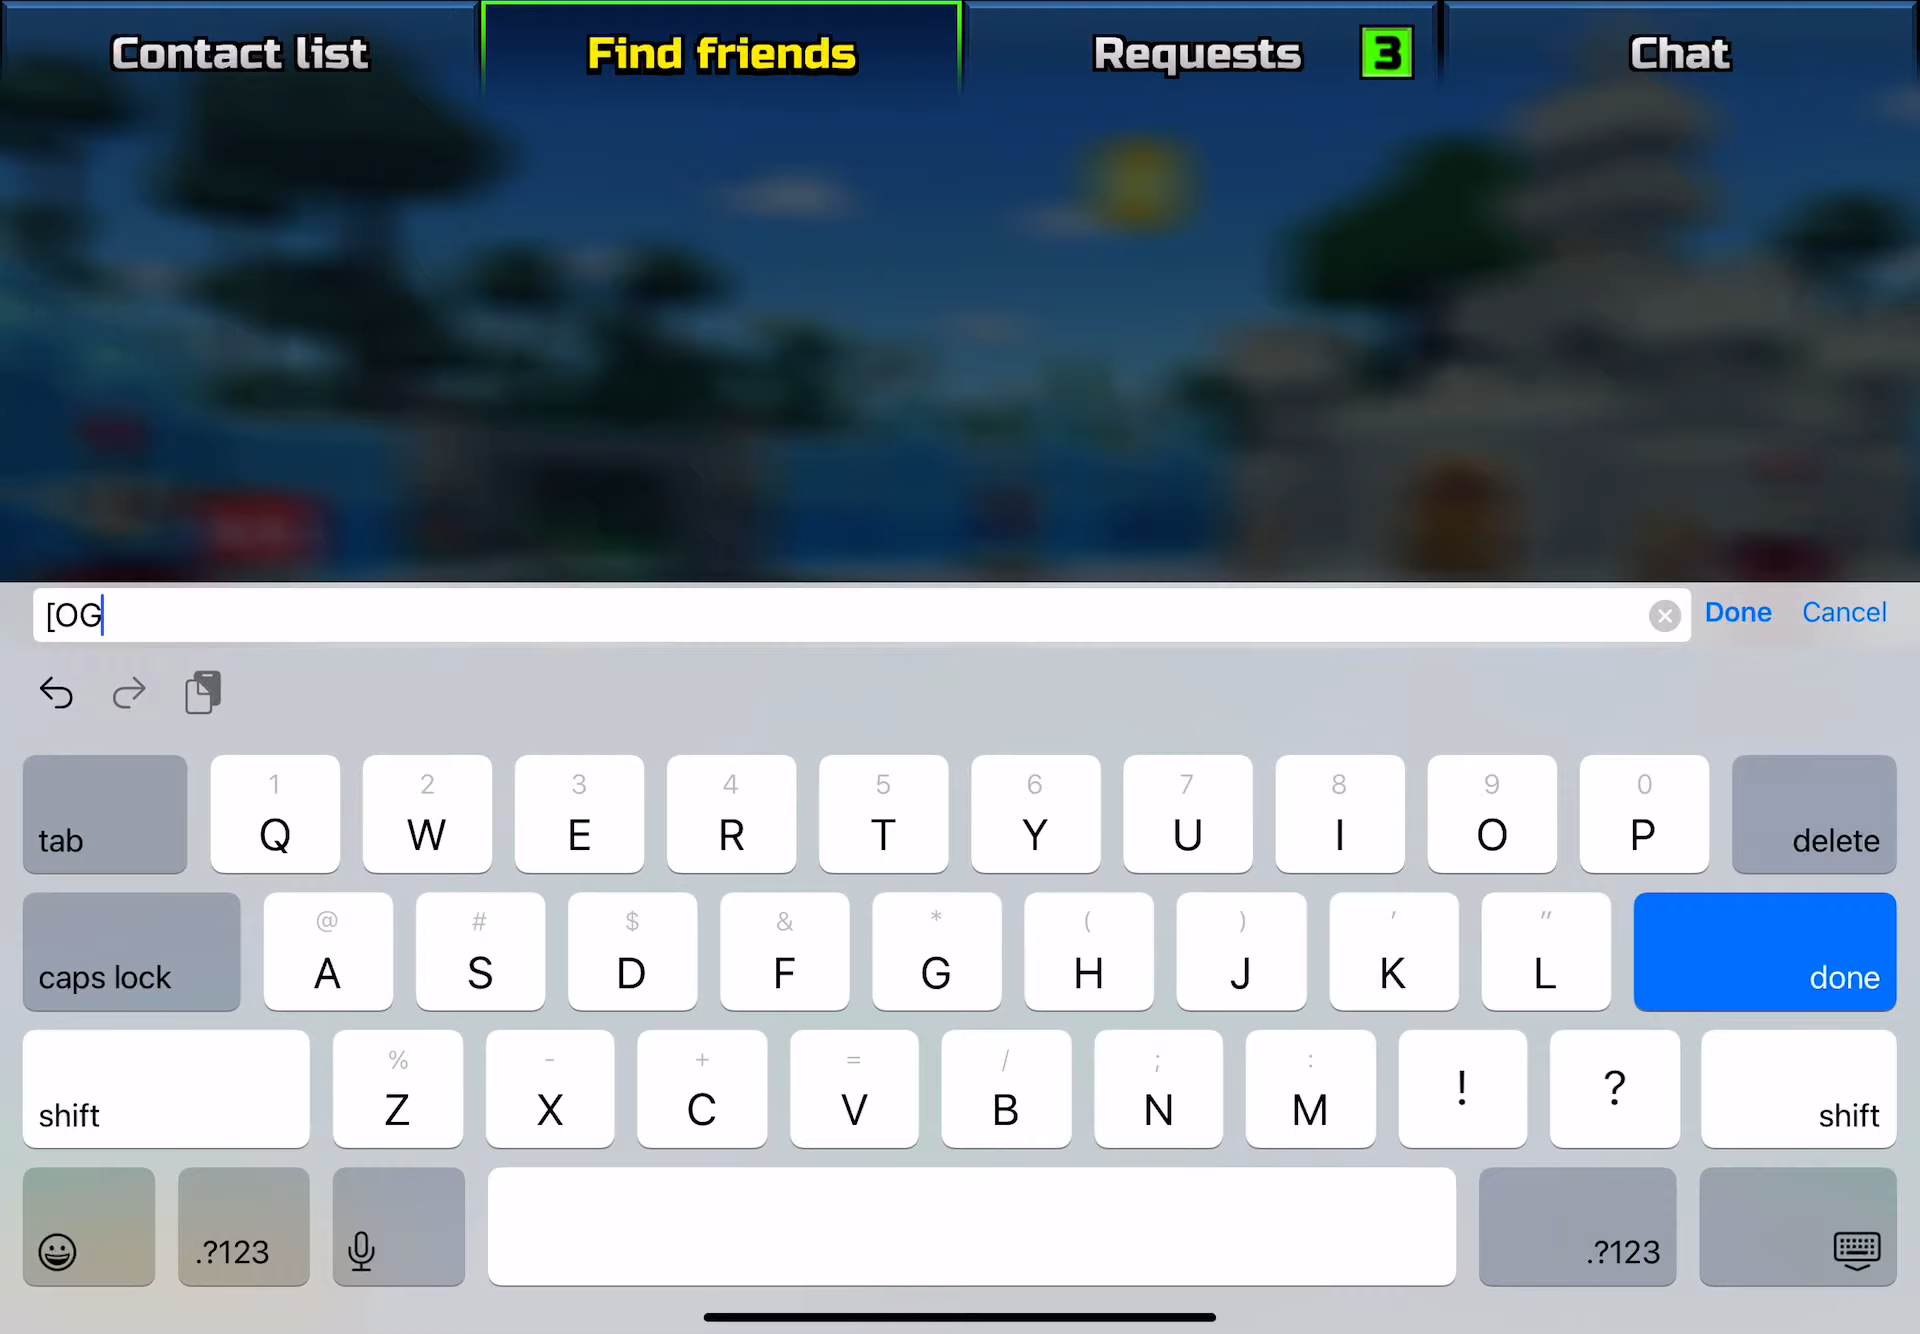 Contact list
Find friends
Requests 3
Chat
[OG
Done
Cancel
tab
1 2 3 4 5 6 7 8 9 0
Q W E R T Y U I O P
delete
caps lock
@ # $ & * ( ) ' "
A S D F G H J K L
done
shift
% - + = / ; :
Z X C V B N M ! ?
shift
.?123
.?123